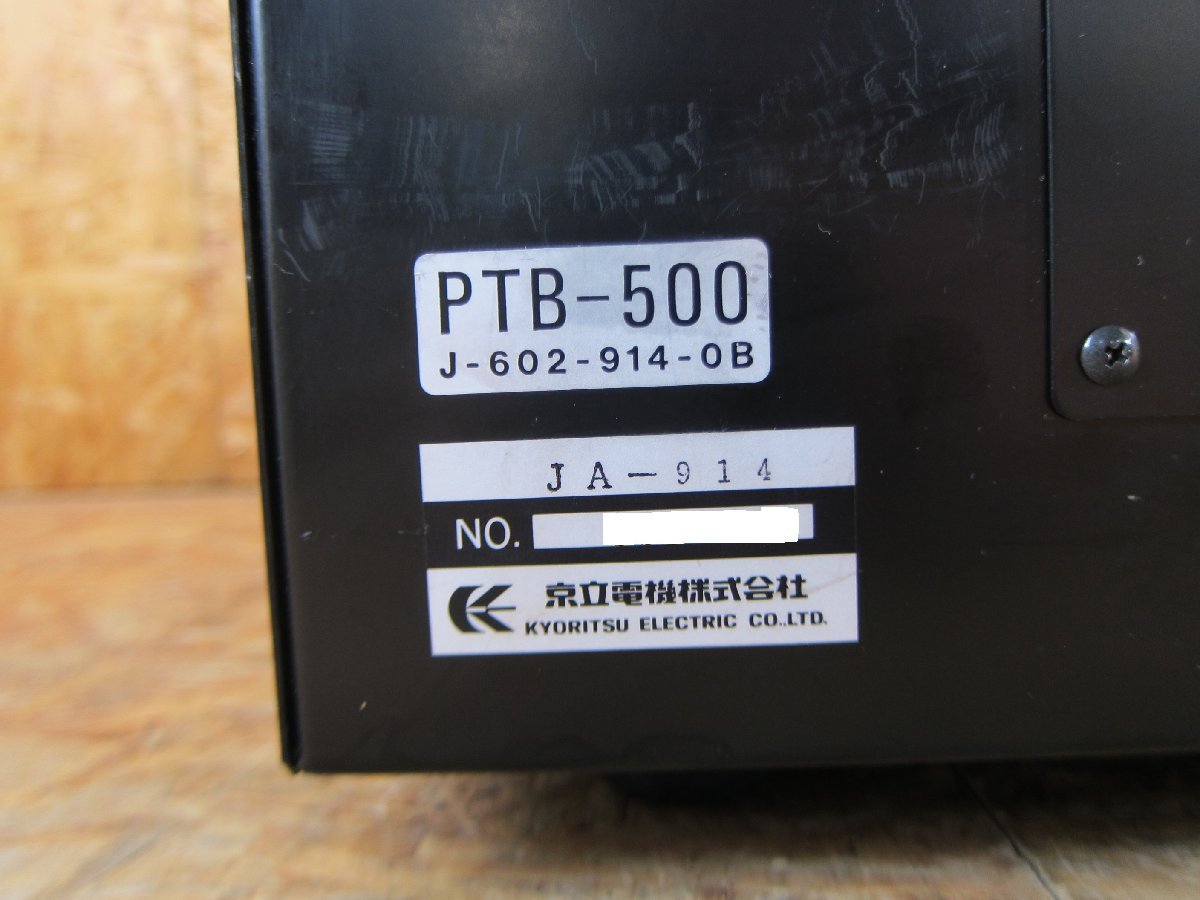 PTB-500
J-602-914-0B
JA-914
NO.
京立電機株式会社
KYORITSU ELECTRIC CO.,LTD.